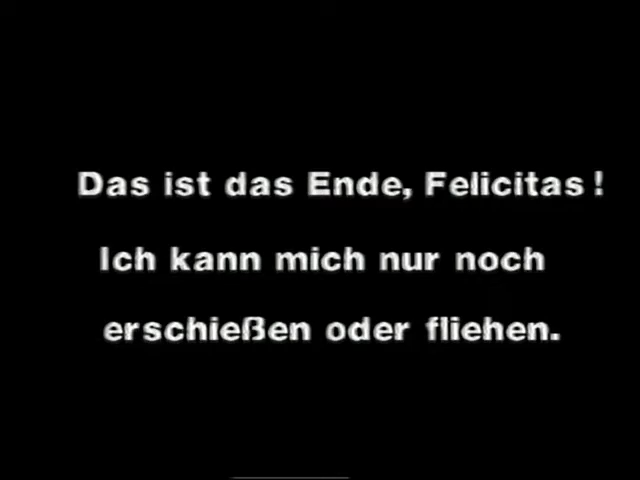 Das ist das Ende, Felicitas!
Ich kann mich nur noch
erschießen oder fliehen.